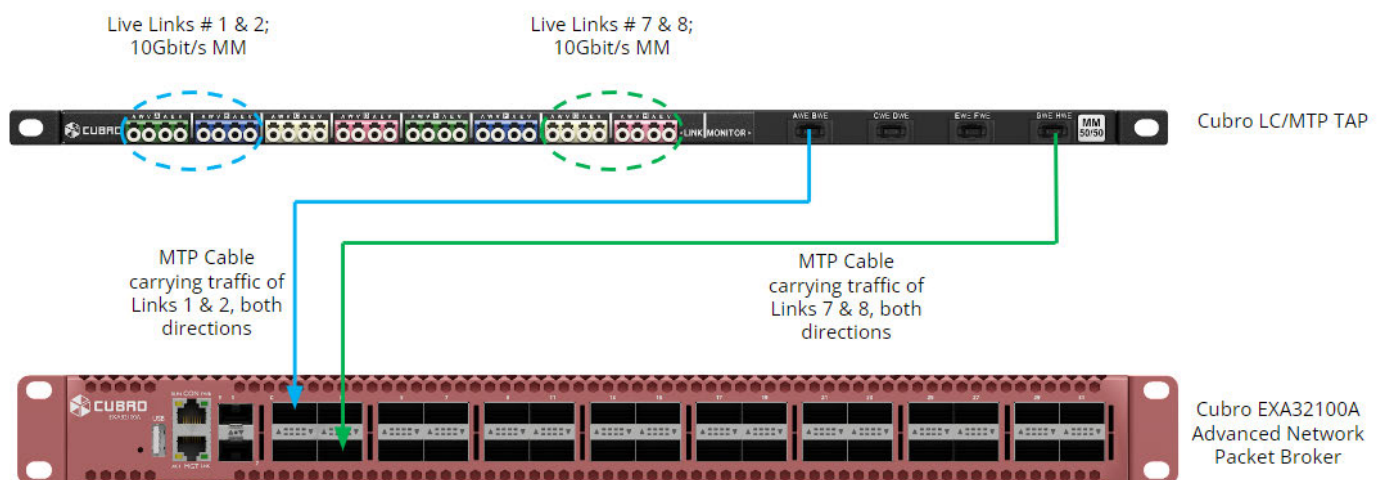 Live Links # 1 & 2;
10Gbit/s MM
Live Links # 7 & 8;
10Gbit/s MM
CUBRO
LINK MONITOR
AWE BWE
CWE DWE
EWE FWE
GWE HWE
MM
50/50
Cubro LC/MTP TAP
MTP Cable
carrying traffic of
Links 1 & 2, both
directions
MTP Cable
carrying traffic of
Links 7 & 8, both
directions
CUBRO
EXA32100A
USB
CON
MGT
Cubro EXA32100A
Advanced Network
Packet Broker